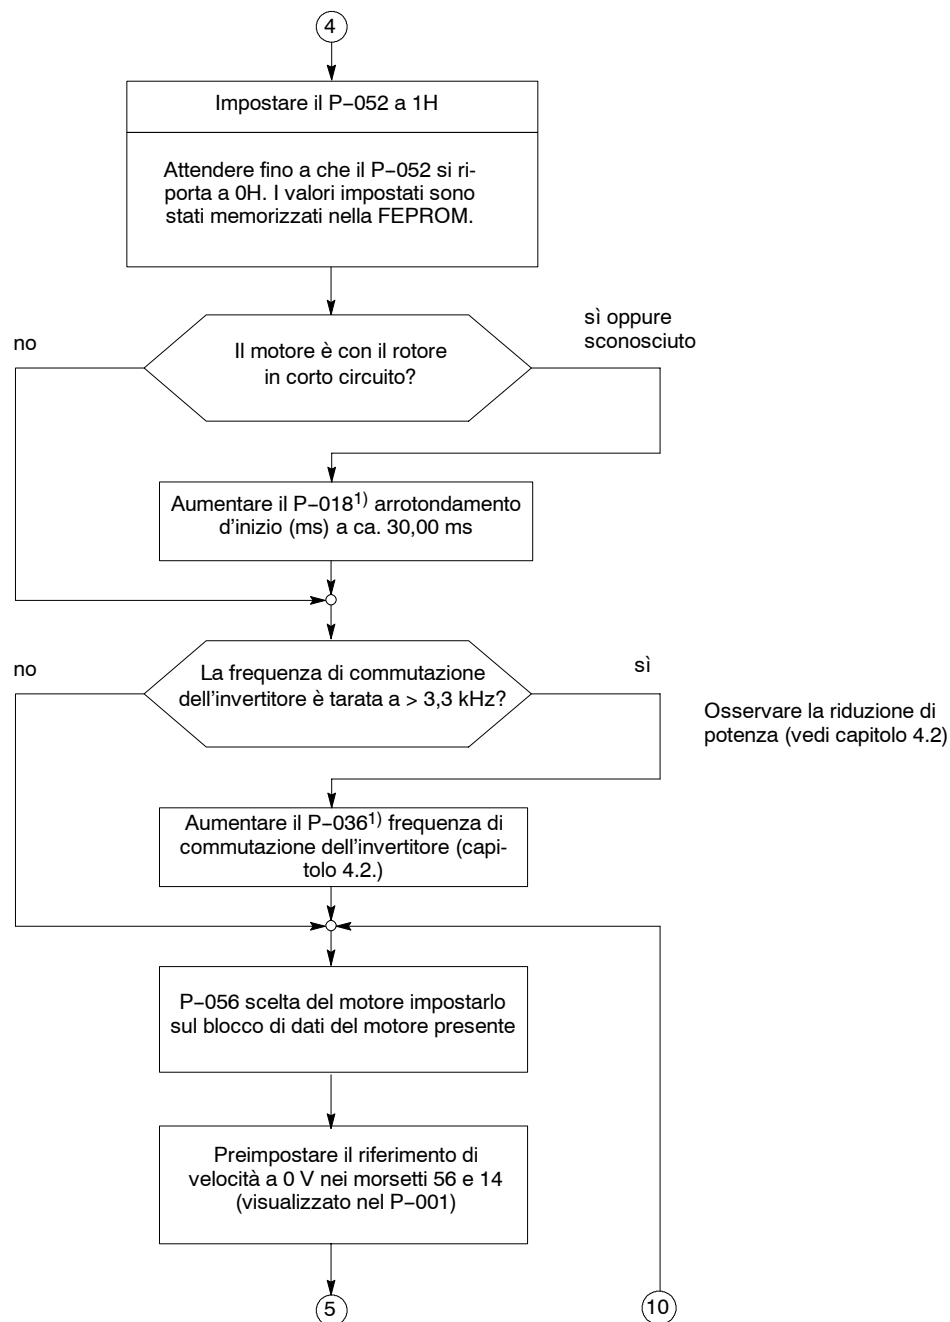 4
Impostare il P–052 a 1H
Attendere fino a che il P–052 si ri-
porta a 0H. I valori impostati sono
stati memorizzati nella FEPROM.
no
Il motore è con il rotore
in corto circuito?
sì oppure
sconosciuto
Aumentare il P–0181) arrotondamento
d'inizio (ms) a ca. 30,00 ms
no
La frequenza di commutazione
dell'invertitore è tarata a > 3,3 kHz?
sì
Osservare la riduzione di
potenza (vedi capitolo 4.2)
Aumentare il P–0361) frequenza di
commutazione dell'invertitore (capi-
tolo 4.2.)
P–056 scelta del motore impostarlo
sul blocco di dati del motore presente
Preimpostare il riferimento di
velocità a 0 V nei morsetti 56 e 14
(visualizzato nel P–001)
5
10